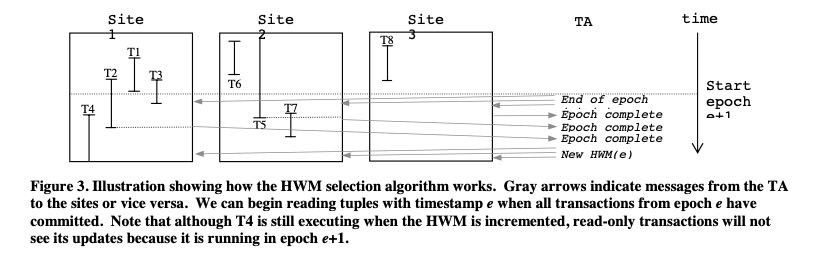 Site
1
Site
2
Site
3
TA
time
T1
T2
T3
T4
T6
T5
T7
T8
Start
epoch
e+1
End of epoch
Epoch complete
Epoch complete
Epoch complete
New HWM(e)
Figure 3. Illustration showing how the HWM selection algorithm works. Gray arrows indicate messages from the TA
to the sites or vice versa. We can begin reading tuples with timestamp e when all transactions from epoch e have
committed. Note that although T4 is still executing when the HWM is incremented, read-only transactions will not
see its updates because it is running in epoch e+1.